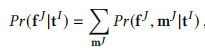 Pr(f^J|t^I) = ∑_{m^J} Pr(f^J, m^J|t^I) ,